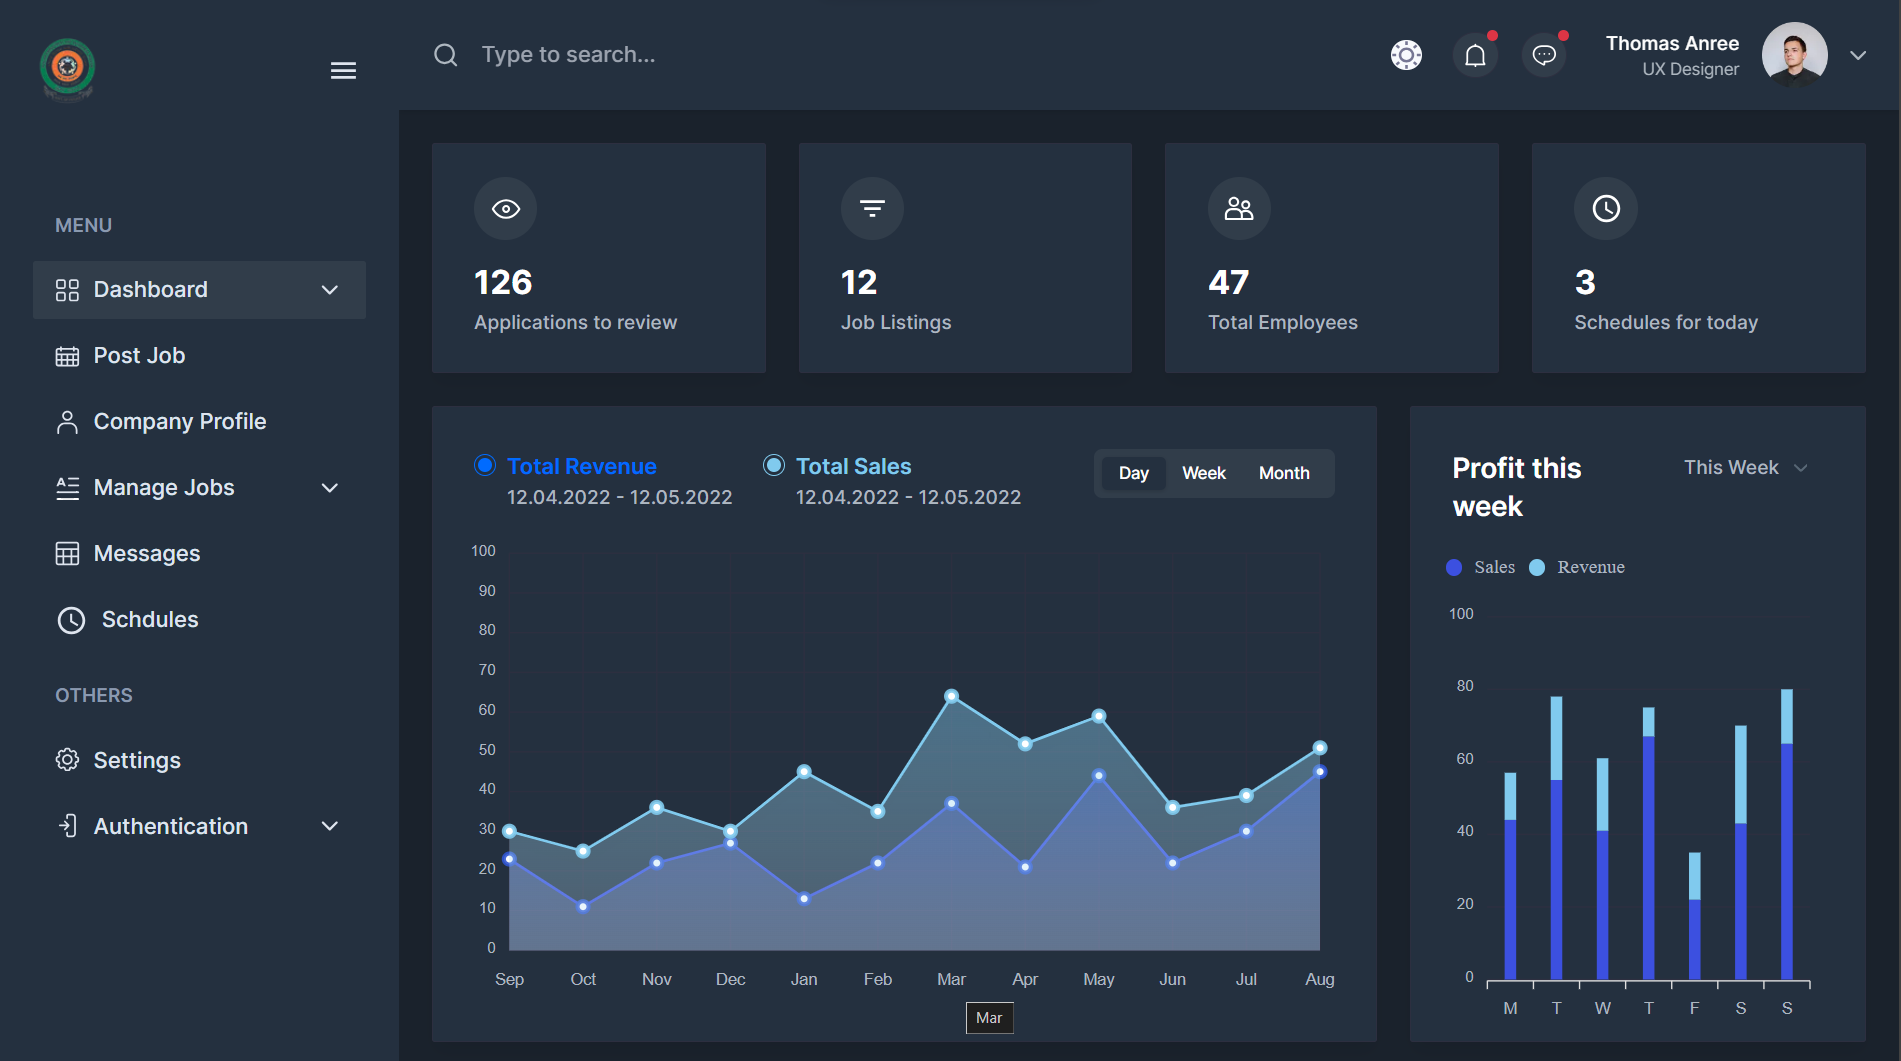 Type to search...
Thomas Anree
UX Designer
MENU
Dashboard
Post Job
Company Profile
Manage Jobs
Messages
Schdules
OTHERS
Settings
Authentication
126
Applications to review
12
Job Listings
47
Total Employees
3
Schedules for today
Total Revenue
12.04.2022 - 12.05.2022
Total Sales
12.04.2022 - 12.05.2022
Day Week Month
100
90
80
70
60
50
40
30
20
10
0
Sep Oct Nov Dec Jan Feb Mar Apr May Jun Jul Aug
Mar
Profit this
week
This Week
Sales Revenue
100
80
60
40
20
0
M T W T F S S